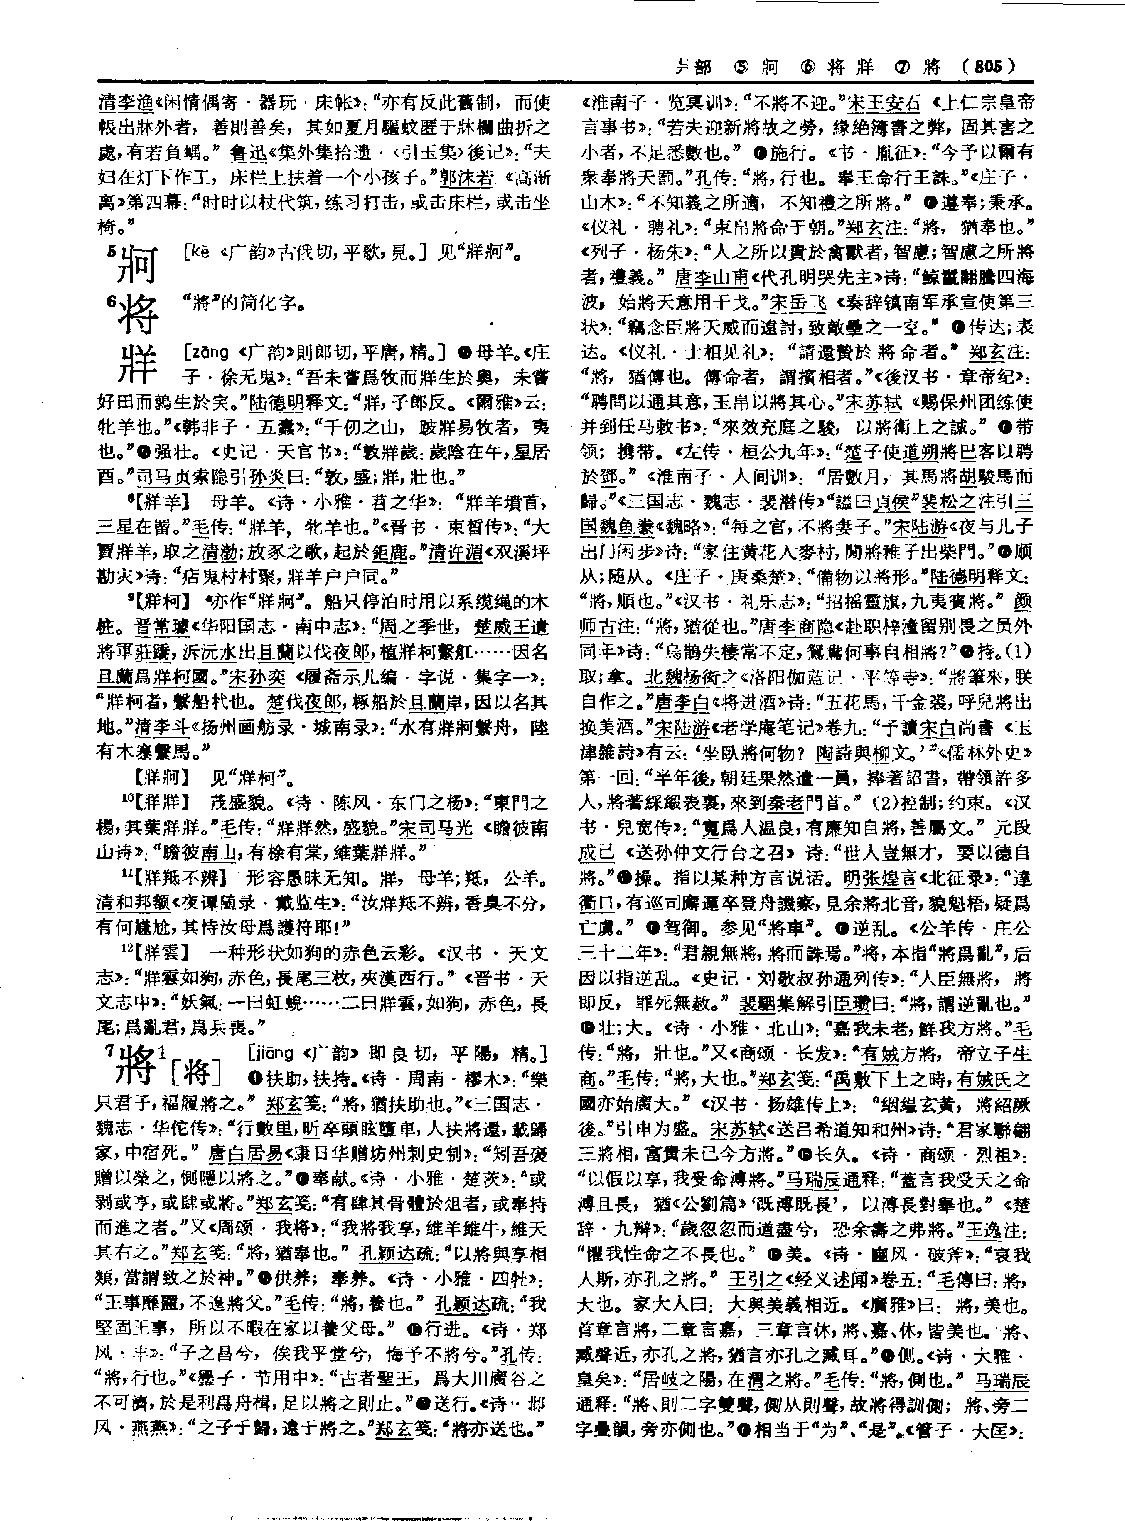 爿部 ⑤ 牁 ⑥ 将牂 ⑦ 將 (805)
清李渔《闲情偶寄·器玩·床帐》：“亦有反此舊制，而使
帳出牀外者，善則善矣，其如夏月驅蚊匿于牀欄曲折之
處，有若負嵎。”鲁迅《集外集拾遗·〈引玉集〉後记》：“夫
妇在灯下作工，床栏上扶着一个小孩子。”郭沫若《高渐
离》第四幕：“时时以杖代筑，练习打击，或击床栏，或击坐
椅。”
5 牁 [kē《广韵》古俄切，平歌，見。] 见“牂牁”。
6 将 “將”的简化字。
牂 [zāng《广韵》則郎切，平唐，精。] ❶母羊。《庄
子·徐无鬼》：“吾未嘗爲牧而牂生於奧，未嘗
好田而鶉生於宎。”陆德明释文：“牂，子郎反。《爾雅》云：
牝羊也。”《韩非子·五蠹》：“千仞之山，跛牂易牧者，夷
也。”❷强壮。《史记·天官书》：“敦牂歲：歲陰在午，星居
酉。”司马贞索隐引孙炎曰：“敦，盛；牂，壯也。”
8【牂羊】 母羊。《诗·小雅·苕之华》：“牂羊墳首，
三星在罶。”毛传：“牂羊，牝羊也。”《晋书·束皙传》：“大
賈牂羊，取之清渤；放豕之歌，起於鉅鹿。”清许湄《双溪坪
勘灾》诗：“店鬼村村聚，牂羊户户同。”
9【牂柯】 亦作“牂牁”。船只停泊时用以系缆绳的木
桩。晋常璩《华阳国志·南中志》：“周之季世，楚威王遣
將軍莊蹻，泝沅水出且蘭以伐夜郎，植牂柯繫舡……因名
且蘭爲牂柯國。”宋孙奕《履斋示儿编·字说·集字一》：
“牂柯者，繫船杙也。楚伐夜郎，椓船於且蘭岸，因以名其
地。”清李斗《扬州画舫录·城南录》：“水有牂牁繫舟，陸
有木寨繫馬。”
【牂牁】 见“牂柯”。
10【牂牂】 茂盛貌。《诗·陈风·东门之杨》：“東門之
楊，其葉牂牂。”毛传：“牂牂然，盛貌。”宋司马光《瞻彼南
山诗》：“瞻彼南山，有檖有棠，維葉牂牂。”
11【牂羝不辨】 形容愚昧无知。牂，母羊；羝，公羊。
清和邦额《夜谭随录·戴监生》：“汝牂羝不辨，香臭不分，
有何尷尬，其恃汝母爲護符耶！”
12【牂雲】 一种形状如狗的赤色云彩。《汉书·天文
志》：“牂雲如狗，赤色，長尾三枚，夾漢西行。”《晋书·天
文志中》：“妖氣：一曰虹蜺……二曰牂雲，如狗，赤色，長
尾；爲亂君，爲兵喪。”
7 將1 [将] [jiāng《广韵》即良切，平陽，精。]
❶扶助，扶持。《诗·周南·樛木》：“樂
只君子，福履將之。”郑玄笺：“將，猶扶助也。”《三国志·
魏志·华佗传》：“行數里，昕卒頭眩墮車，人扶將還，載歸
家，中宿死。”唐白居易《寒日华赠坊州刺史制》：“矧吾褒
贈以榮之，惻隱以將之。”❷奉献。《诗·小雅·楚茨》：“或
剥或亨，或肆或將。”郑玄笺：“有肆其骨體於俎者，或奉持
而進之者。”又《周颂·我将》：“我將我享，維羊維牛，維天
其右之。”郑玄笺：“將，猶奉也。”孔颖达疏：“以將與享相
類，當謂致之於神。”❸供养；奉养。《诗·小雅·四牡》：
“王事靡盬，不遑將父。”毛传：“將，養也。”孔颖达疏：“我
堅固王事，所以不暇在家以養父母。”❹行进。《诗·郑
风·丰》：“子之昌兮，俟我乎堂兮，悔予不將兮。”孔传：
“將，行也。”《墨子·节用中》：“古者聖王，爲大川廣谷之
不可濟，於是利爲舟楫，足以將之則止。”❺送行。《诗·邶
风·燕燕》：“之子于歸，遠于將之。”郑玄笺：“將亦送也。”
《淮南子·览冥训》：“不將不迎。”宋王安石《上仁宗皇帝
言事书》：“若夫迎新將故之勞，緣絶簿書之弊，固其害之
小者，不足悉數也。”❻施行。《书·胤征》：“今予以爾有
衆奉將天罰。”孔传：“將，行也。奉王命行王誅。”《庄子·
山木》：“不知義之所適，不知禮之所將。”❼遵奉；秉承。
《仪礼·聘礼》：“束帛將命于朝。”郑玄注：“將，猶奉也。”
《列子·杨朱》：“人之所以貴於禽獸者，智慮；智慮之所將
者，禮義。”唐李山甫《代孔明哭先主》诗：“鯨鬣翻騰四海
波，始將天意用干戈。”宋岳飞《奏辞镇南军承宣使第三
状》：“竊念臣將天威而遠討，致敵壘之一空。”❽传达；表
达。《仪礼·士相见礼》：“請還贄於將命者。”郑玄注：
“將，猶傳也。傳命者，謂擯相者。”《後汉书·章帝纪》：
“聘問以通其意，玉帛以將其心。”宋苏轼《赐保州团练使
并到任马敕书》：“來效充庭之駿，以將衛上之誠。”❾带
领；携带。《左传·桓公九年》：“楚子使道朔將巴客以聘
於鄧。”《淮南子·人间训》：“居數月，其馬將胡駿馬而
歸。”《三国志·魏志·裴潜传》“謚曰貞侯”裴松之注引三
国魏鱼豢《魏略》：“每之官，不將妻子。”宋陆游《夜与儿子
出门闲步》诗：“家住黄花入麥村，閑將稚子出柴門。”❿顺
从；随从。《庄子·庚桑楚》：“備物以將形。”陆德明释文：
“將，順也。”《汉书·礼乐志》：“招摇靈旗，九夷賓將。”颜
师古注：“將，猶從也。”唐李商隐《赴职梓潼留别畏之员外
同年》诗：“烏鵲失棲常不定，鴛鴦何事自相將？”⓫持。(1)
取；拿。北魏杨衒之《洛阳伽蓝记·平等寺》：“將筆來，朕
自作之。”唐李白《将进酒》诗：“五花馬，千金裘，呼兒將出
换美酒。”宋陆游《老学庵笔记》卷九：“予讀宋白尚書《玉
津雜詩》有云：‘坐臥將何物？陶詩與柳文。’”《儒林外史》
第一回：“半年後，朝廷果然遣一員，捧著詔書，帶領許多
人，將著綵緞表裏，來到秦老門首。”(2)控制；约束。《汉
书·兒宽传》：“寬爲人温良，有廉知自將，善屬文。”元段
成己《送孙仲文行台之召》诗：“世人豈無才，要以德自
將。”⓬操。指以某种方言说话。明张煌言《北征录》：“達
衢口，有巡司廨邏卒登舟譏察，見余將北音，貌魁梧，疑爲
亡虜。”⓭驾御。参见“將車”。⓮逆乱。《公羊传·庄公
三十二年》：“君親無將，將而誅焉。”將，本指“將爲亂”，后
因以指逆乱。《史记·刘敬叔孙通列传》：“人臣無將，將
即反，罪死無赦。”裴駰集解引臣瓚曰：“將，謂逆亂也。”
⓯壮；大。《诗·小雅·北山》：“嘉我未老，鮮我方將。”毛
传：“將，壯也。”又《商颂·长发》：“有娀方將，帝立子生
商。”毛传：“將，大也。”郑玄笺：“禹敷下土之時，有娀氏之
國亦始廣大。”《汉书·扬雄传上》：“絪緼玄黄，將紹厥
後。”引申为盛。宋苏轼《送吕希道知和州》诗：“君家聯翩
三將相，富貴未已今方將。”⓰长久。《诗·商颂·烈祖》：
“以假以享，我受命溥將。”马瑞辰通释：“蓋言我受天之命
溥且長，猶《公劉篇》‘既溥既長’，以溥長對舉也。”《楚
辞·九辩》：“歲忽忽而遒盡兮，恐余壽之弗將。”王逸注：
“懼我性命之不長也。”⓱美。《诗·豳风·破斧》：“哀我
人斯，亦孔之將。”王引之《经义述闻》卷五：“毛傳曰：將，
大也。家大人曰：大與美義相近。《廣雅》曰：將，美也。
首章言將，二章言嘉，三章言休，將、嘉、休，皆美也。將、
臧聲近，亦孔之將，猶言亦孔之臧耳。”⓲侧。《诗·大雅·
皇矣》：“居岐之陽，在渭之將。”毛传：“將，側也。”马瑞辰
通释：“將、則二字雙聲，側从則聲，故將得訓側；將、旁二
字疊韻，旁亦側也。”⓳相当于“为”、“是”。《管子·大匡》：